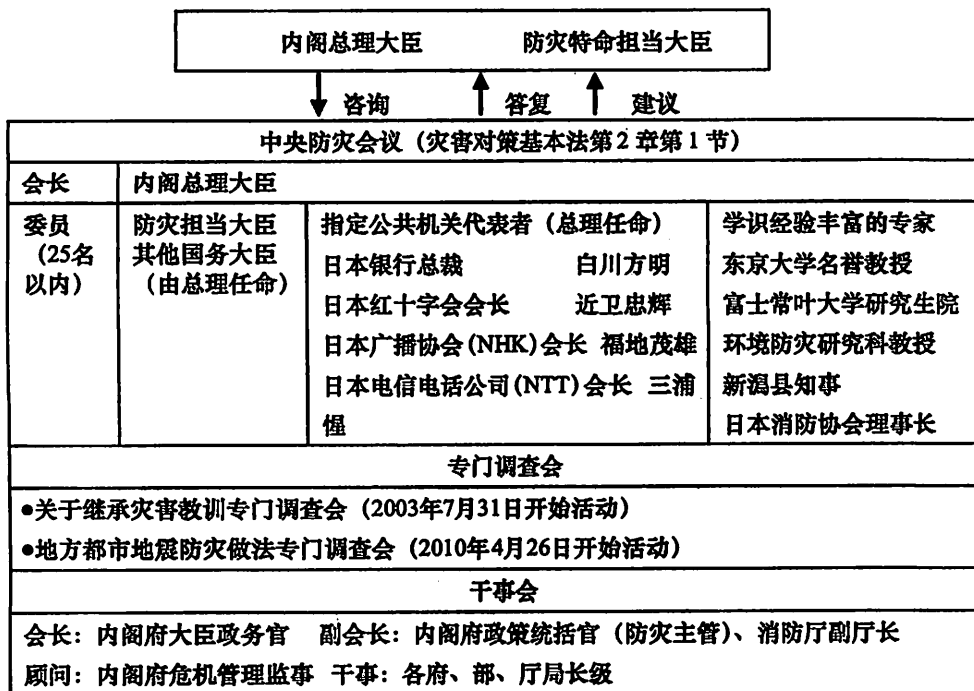 内阁总理大臣 防灾特命担当大臣
咨询 答复 建议
中央防灾会议（灾害对策基本法第2章第1节）
会长 内阁总理大臣
委员
（25名
以内）
防灾担当大臣
其他国务大臣
（由总理任命）
指定公共机关代表者（总理任命）
日本银行总裁 白川方明
日本红十字会会长 近卫忠辉
日本广播协会(NHK)会长 福地茂雄
日本电信电话公司(NTT)会长 三浦
惺
学识经验丰富的专家
东京大学名誉教授
富士常叶大学研究生院
环境防灾研究科教授
新潟县知事
日本消防协会理事长
专门调查会
●关于继承灾害教训专门调查会（2003年7月31日开始活动）
●地方都市地震防灾做法专门调查会（2010年4月26日开始活动）
干事会
会长：内阁府大臣政务官 副会长：内阁府政策统括官（防灾主管）、消防厅副厅长
顾问：内阁府危机管理监事 干事：各府、部、厅局长级